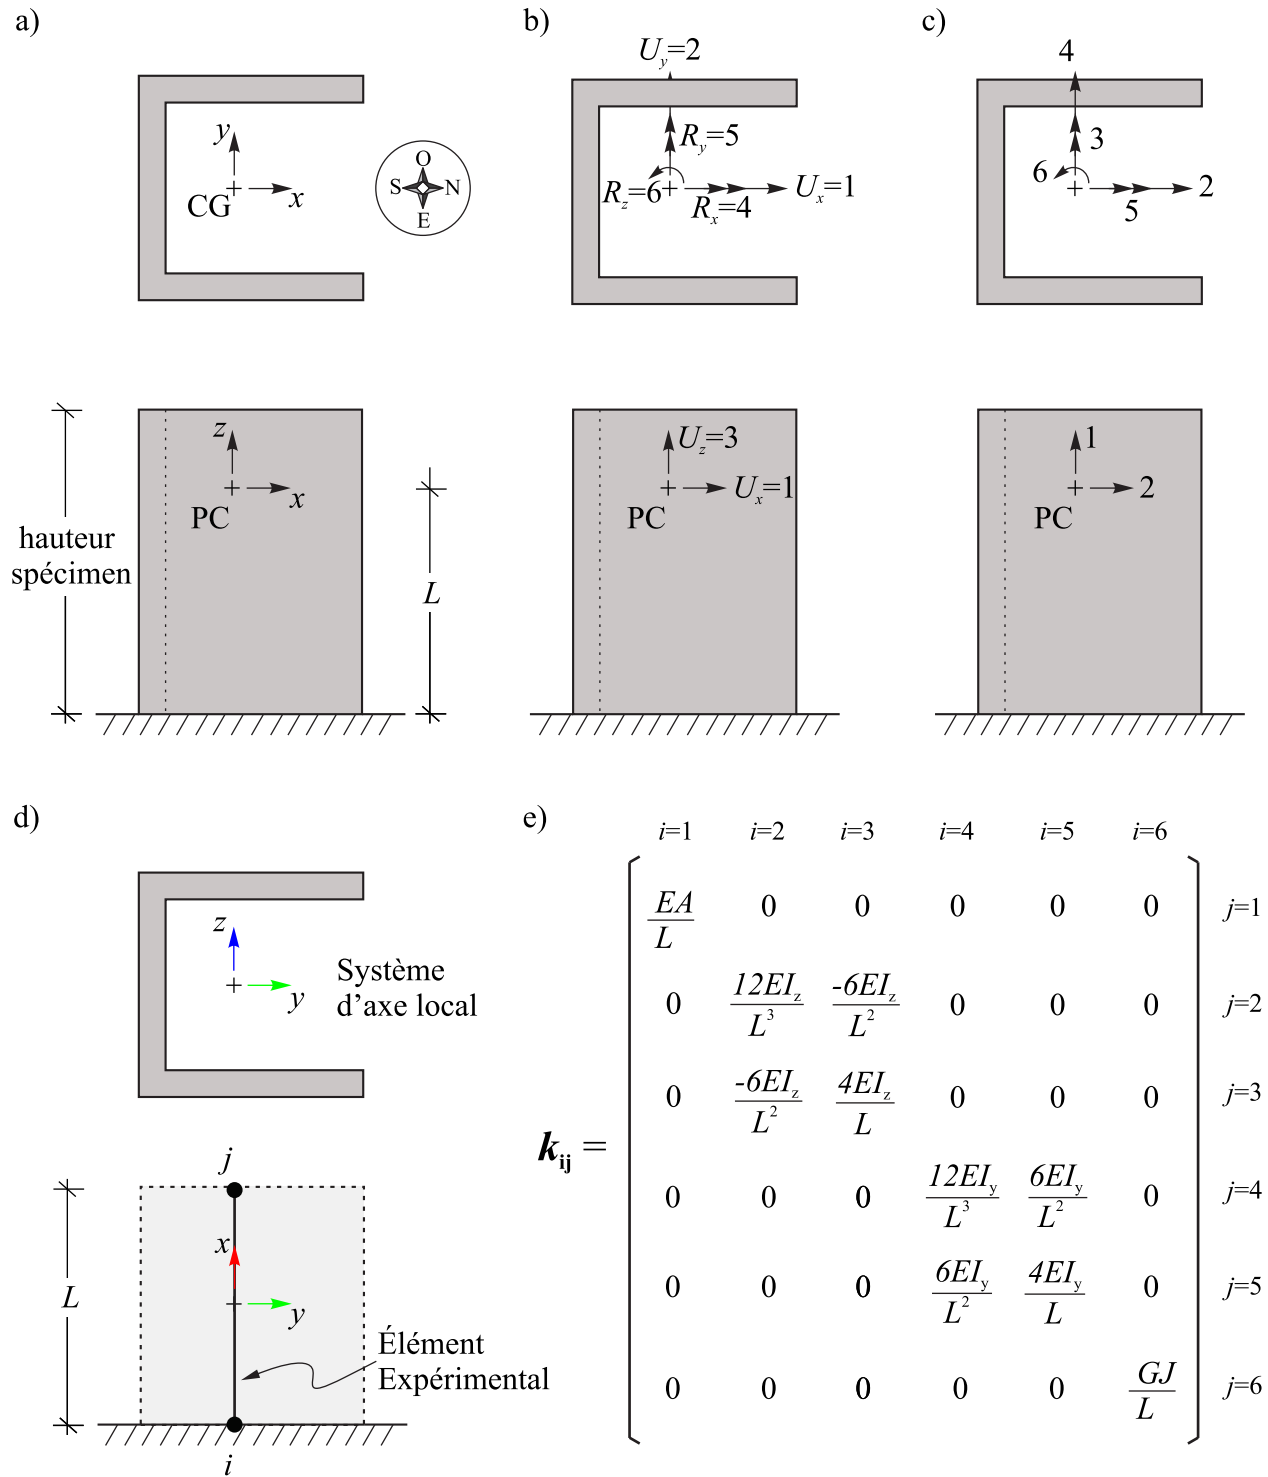 a)
y
CG
x
O
S
N
E
z
PC
x
hauteur
spécimen
L
b)
U_y=2
R_y=5
R_z=6
R_x=4
U_x=1
U_z=3
U_x=1
PC
c)
4
3
6
5
2
1
2
PC
d)
z
y
Système
d’axe local
j
x
y
L
Élément
Expérimental
i
e)
i=1 i=2 i=3 i=4 i=5 i=6
k_ij =
EA/L 0 0 0 0 0 j=1
0 12EI_z/L^3 -6EI_z/L^2 0 0 0 j=2
0 -6EI_z/L^2 4EI_z/L 0 0 0 j=3
0 0 0 12EI_y/L^3 6EI_y/L^2 0 j=4
0 0 0 6EI_y/L^2 4EI_y/L 0 j=5
0 0 0 0 0 GJ/L j=6